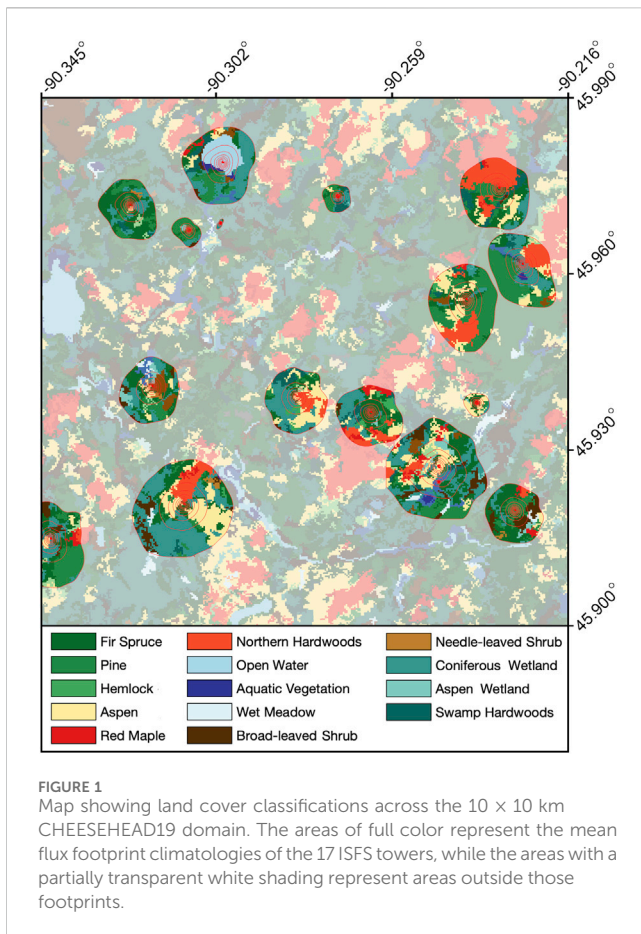 -90.345°
-90.302°
-90.259°
-90.216°
45.990°
45.960°
45.930°
45.900°
Fir Spruce
Northern Hardwoods
Needle-leaved Shrub
Pine
Open Water
Coniferous Wetland
Hemlock
Aquatic Vegetation
Aspen Wetland
Aspen
Wet Meadow
Swamp Hardwoods
Red Maple
Broad-leaved Shrub
FIGURE 1
Map showing land cover classifications across the 10 × 10 km
CHEESEHEAD19 domain. The areas of full color represent the mean
flux footprint climatologies of the 17 ISFS towers, while the areas with a
partially transparent white shading represent areas outside those
footprints.